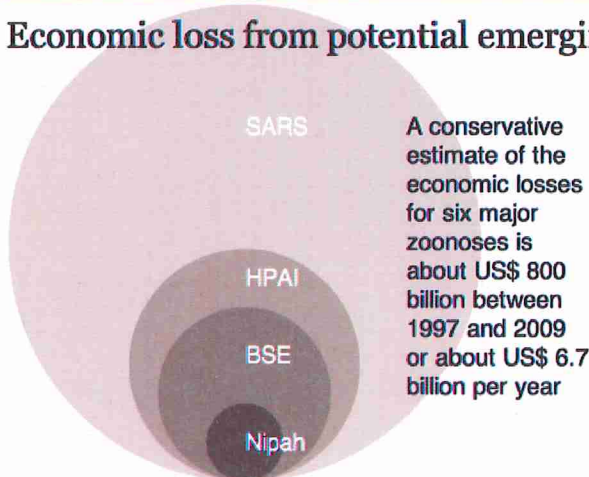 Economic loss from potential emergi
SARS
A conservative
estimate of the
economic losses
for six major
zoonoses is
about US$ 800
billion between
1997 and 2009
or about US$ 6.7
billion per year
HPAI
BSE
Nipah